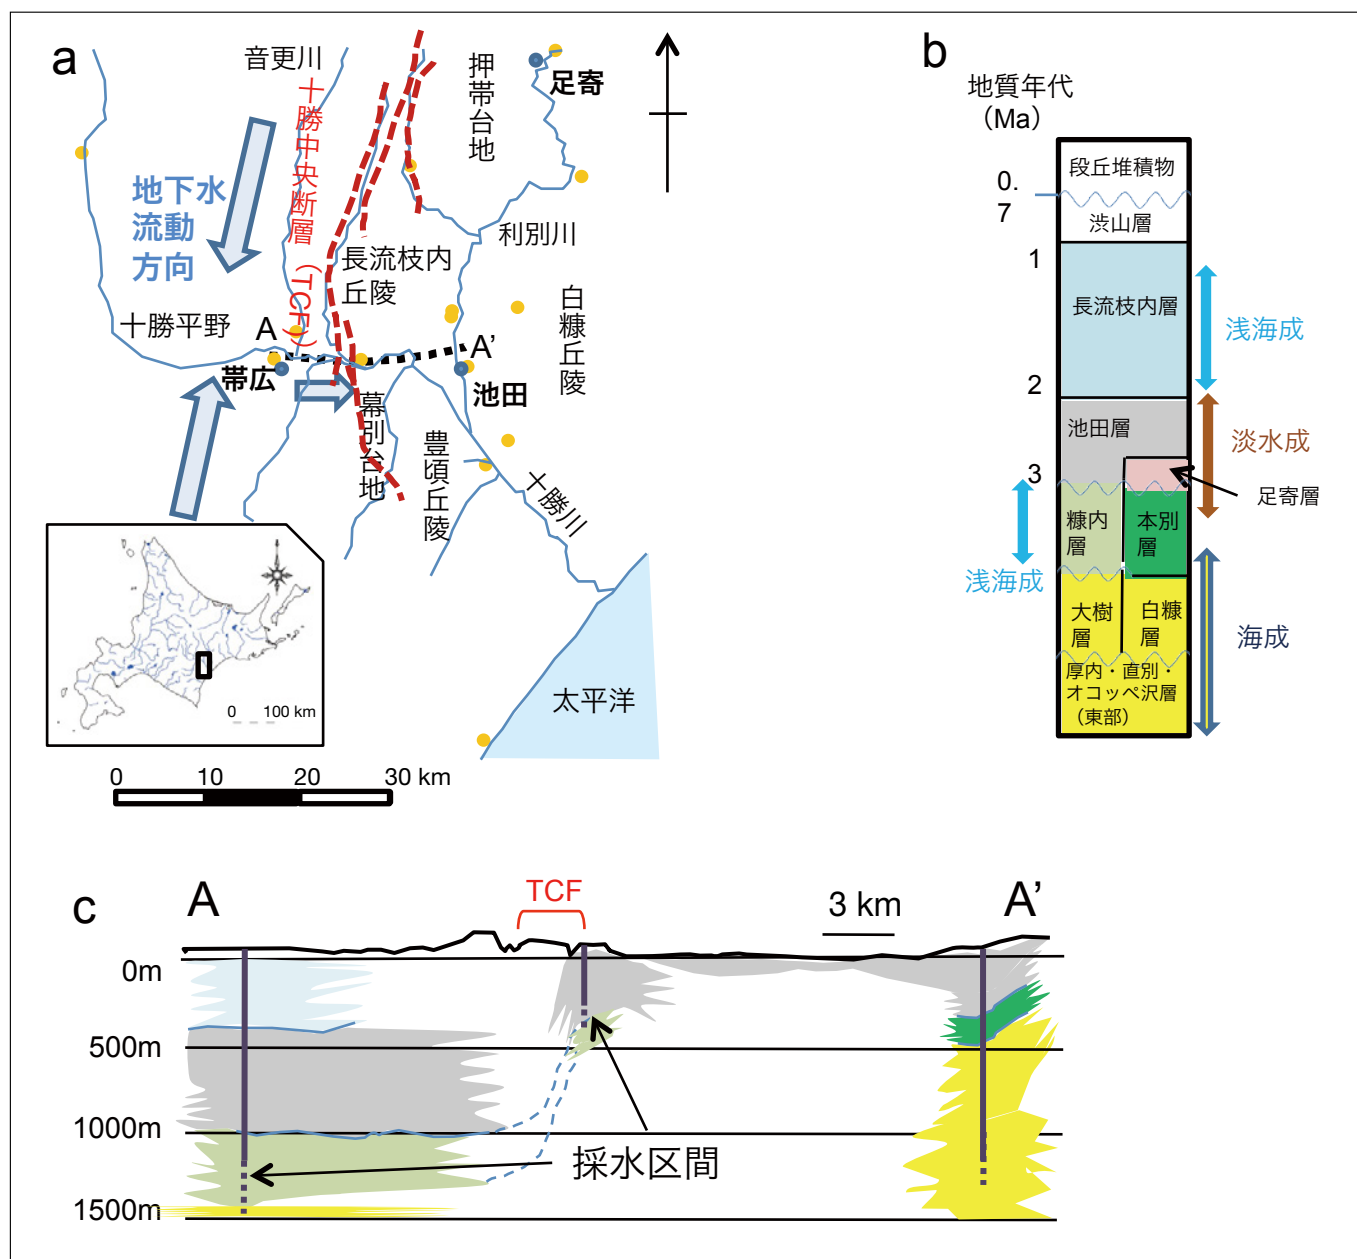 a
音更川
十勝中央断層（TCF）
押帯台地
足寄
地下水
流動
方向
利別川
長流枝内
丘陵
白糠丘陵
十勝平野
A
A’
帯広
池田
幕別台地
豊頃丘陵
十勝川
太平洋
0 100 km
0 10 20 30 km
b
地質年代
（Ma）
段丘堆積物
0.
7
渋山層
1
長流枝内層
浅海成
2
池田層
淡水成
3
足寄層
糠内
層
本別
層
浅海成
大樹
層
白糠
層
海成
厚内・直別・
オコッペ沢層
（東部）
c
A
TCF
3 km
A’
0m
500m
1000m
採水区間
1500m